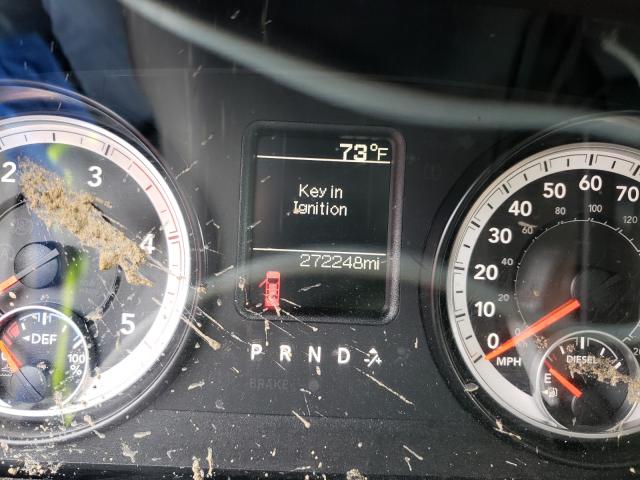 73°F
Key in
Ignition
272248mi
P R N D
BRAKE
2 3 4 5
DEF
100
%
0 10 20 30 40 50 60 70
60 80 100 120
MPH
DIESEL
E